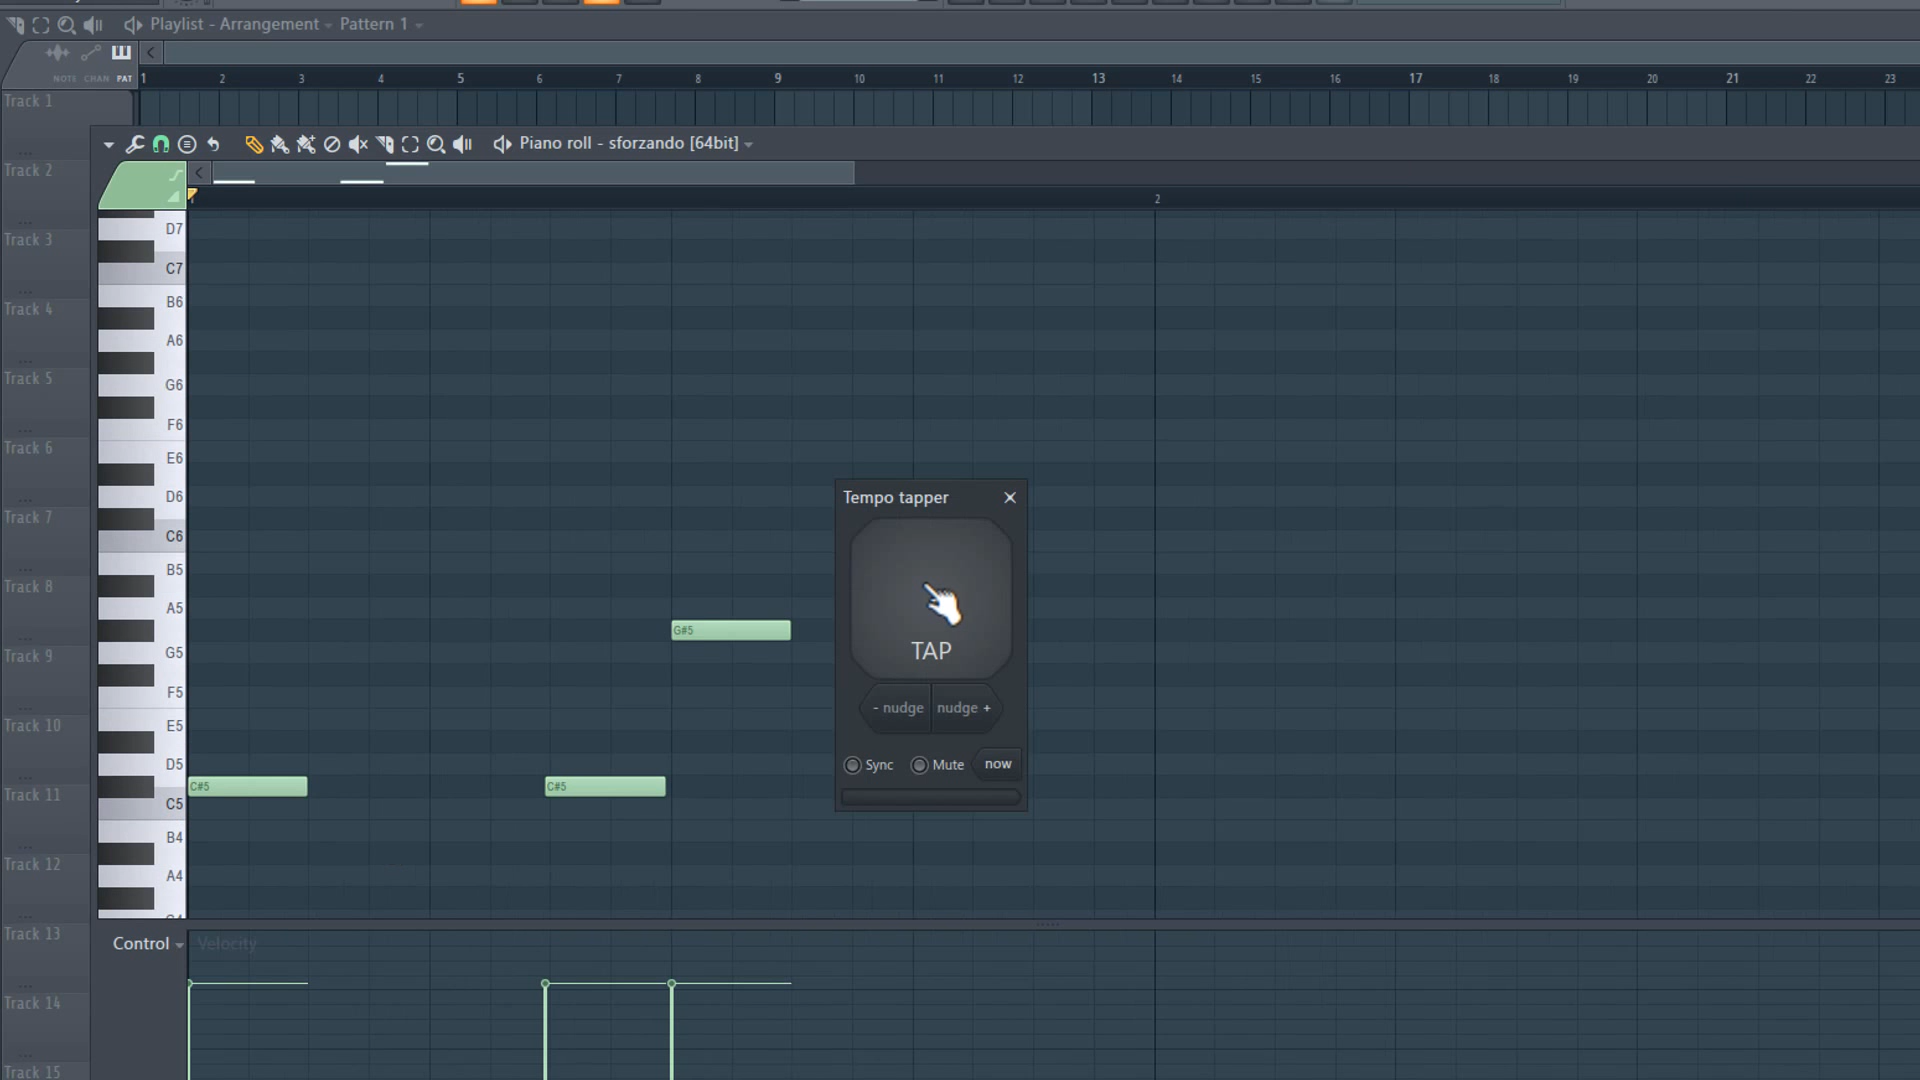 Playlist - Arrangement Pattern 1
NOTE CHAN PAT
1 2 3 4 5 6 7 8 9 10 11 12 13 14 15 16 17 18 19 20 21 22 23
Track 1
Piano roll - sforzando [64bit]
Track 2
2
D7
Track 3
C7
B6
Track 4
A6
Track 5
G6
F6
Track 6
E6
D6
Tempo tapper
Track 7
C6
B5
Track 8
A5
G#5
Track 9
G5
TAP
F5
- nudge nudge +
Track 10
E5
D5
Sync Mute now
C#5 C#5
Track 11
C5
B4
Track 12
A4
Track 13
Control Velocity
Track 14
Track 15